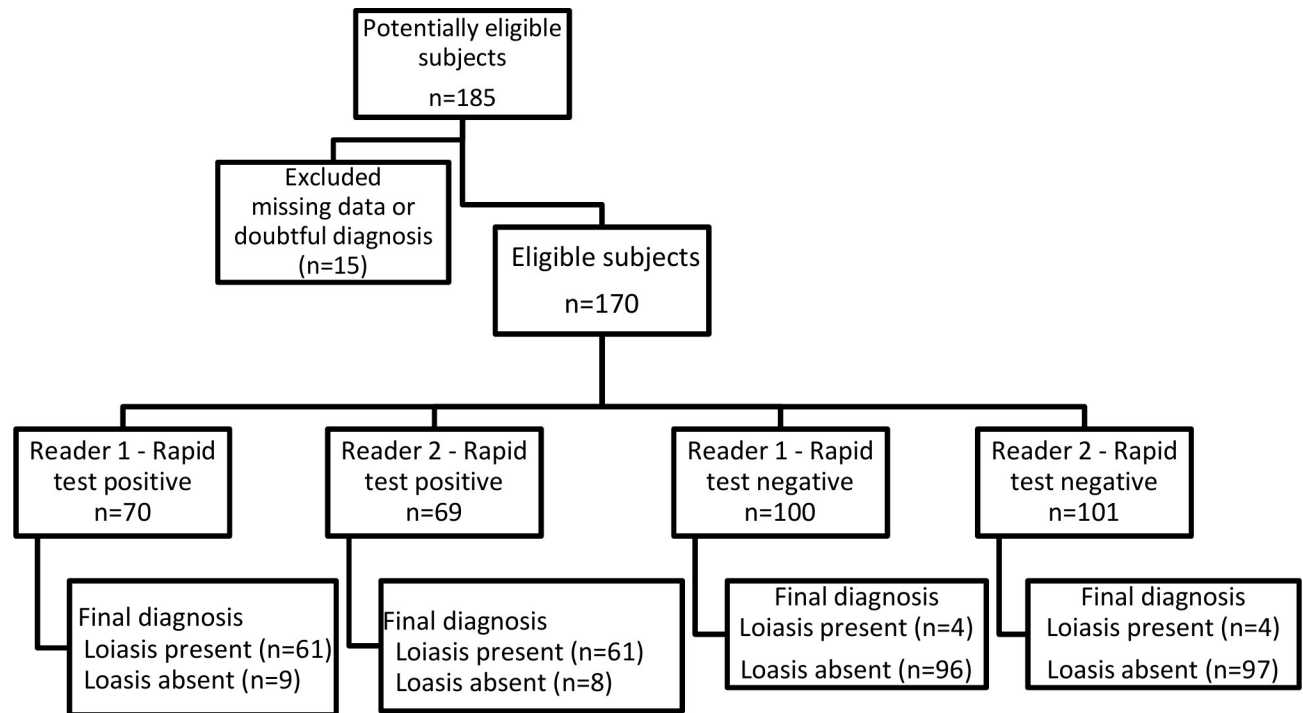 Potentially eligible
subjects
n=185
Excluded
missing data or
doubtful diagnosis
(n=15)
Eligible subjects
n=170
Reader 1 - Rapid
test positive
n=70
Reader 2 - Rapid
test positive
n=69
Reader 1 - Rapid
test negative
n=100
Reader 2 - Rapid
test negative
n=101
Final diagnosis
Loiasis present (n=61)
Loasis absent (n=9)
Final diagnosis
Loiasis present (n=61)
Loasis absent (n=8)
Final diagnosis
Loiasis present (n=4)
Loasis absent (n=96)
Final diagnosis
Loiasis present (n=4)
Loasis absent (n=97)